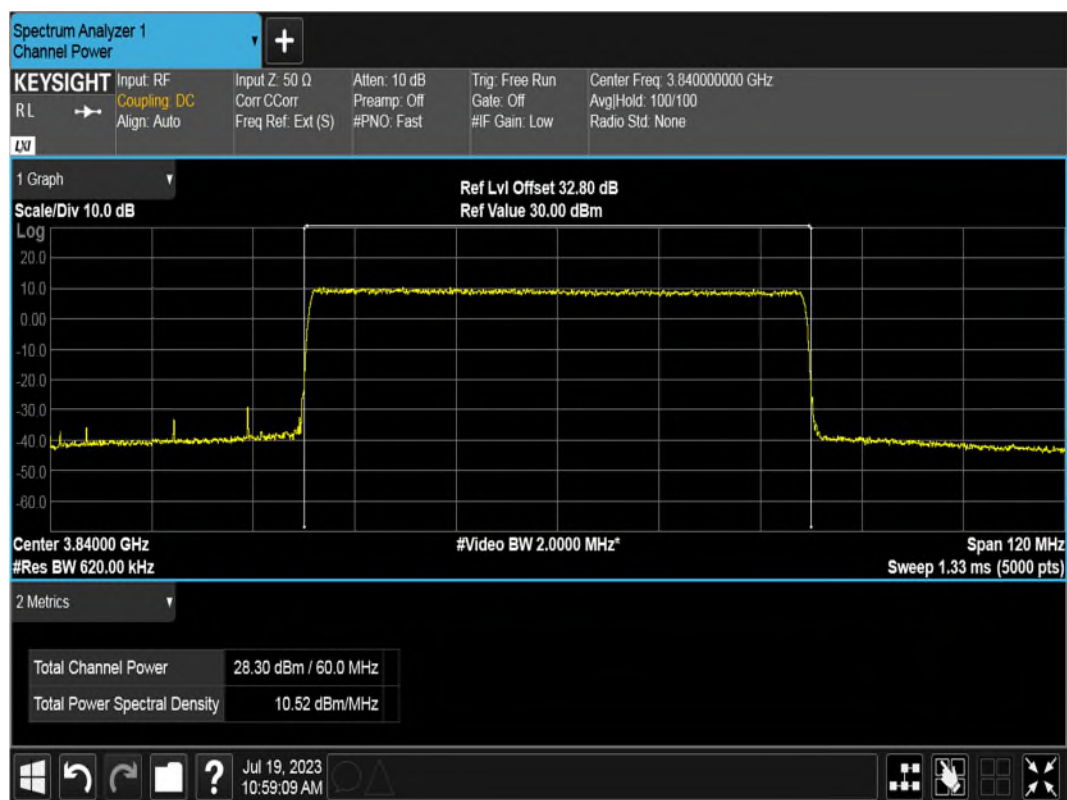 Spectrum Analyzer 1
Channel Power
+
KEYSIGHT
RL
LXI
Input: RF
Coupling: DC
Align: Auto
Input Z: 50 Ω
Corr CCorr
Freq Ref: Ext (S)
Atten: 10 dB
Preamp: Off
#PNO: Fast
Trig: Free Run
Gate: Off
#IF Gain: Low
Center Freq: 3.840000000 GHz
Avg|Hold: 100/100
Radio Std: None
1 Graph
Scale/Div 10.0 dB
Ref Lvl Offset 32.80 dB
Ref Value 30.00 dBm
Log
20.0
10.0
0.00
-10.0
-20.0
-30.0
-40.0
-50.0
-60.0
Center 3.84000 GHz
#Video BW 2.0000 MHz*
Span 120 MHz
#Res BW 620.00 kHz
Sweep 1.33 ms (5000 pts)
2 Metrics
Total Channel Power 28.30 dBm / 60.0 MHz
Total Power Spectral Density 10.52 dBm/MHz
?
Jul 19, 2023
10:59:09 AM